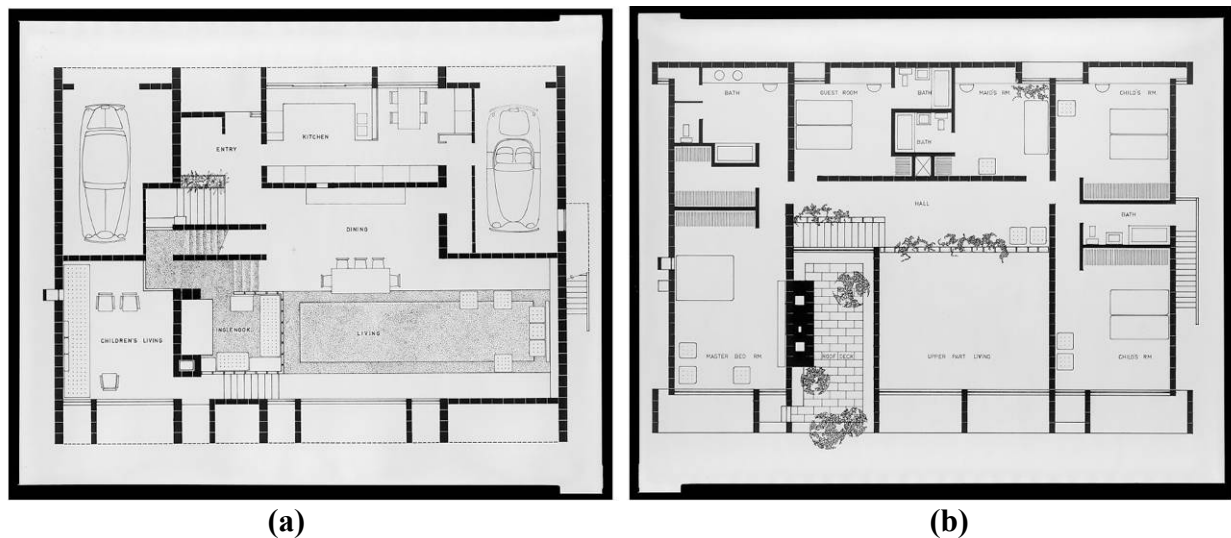 ENTRY
KITCHEN
DINING
INGLENOOK
LIVING
CHILDREN'S LIVING
BATH
GUEST ROOM
BATH
MAID'S RM.
CHILD'S RM.
BATH
HALL
BATH
MASTER BED RM.
ROOF DECK
UPPER PART LIVING
CHILD'S RM.
(a)
(b)